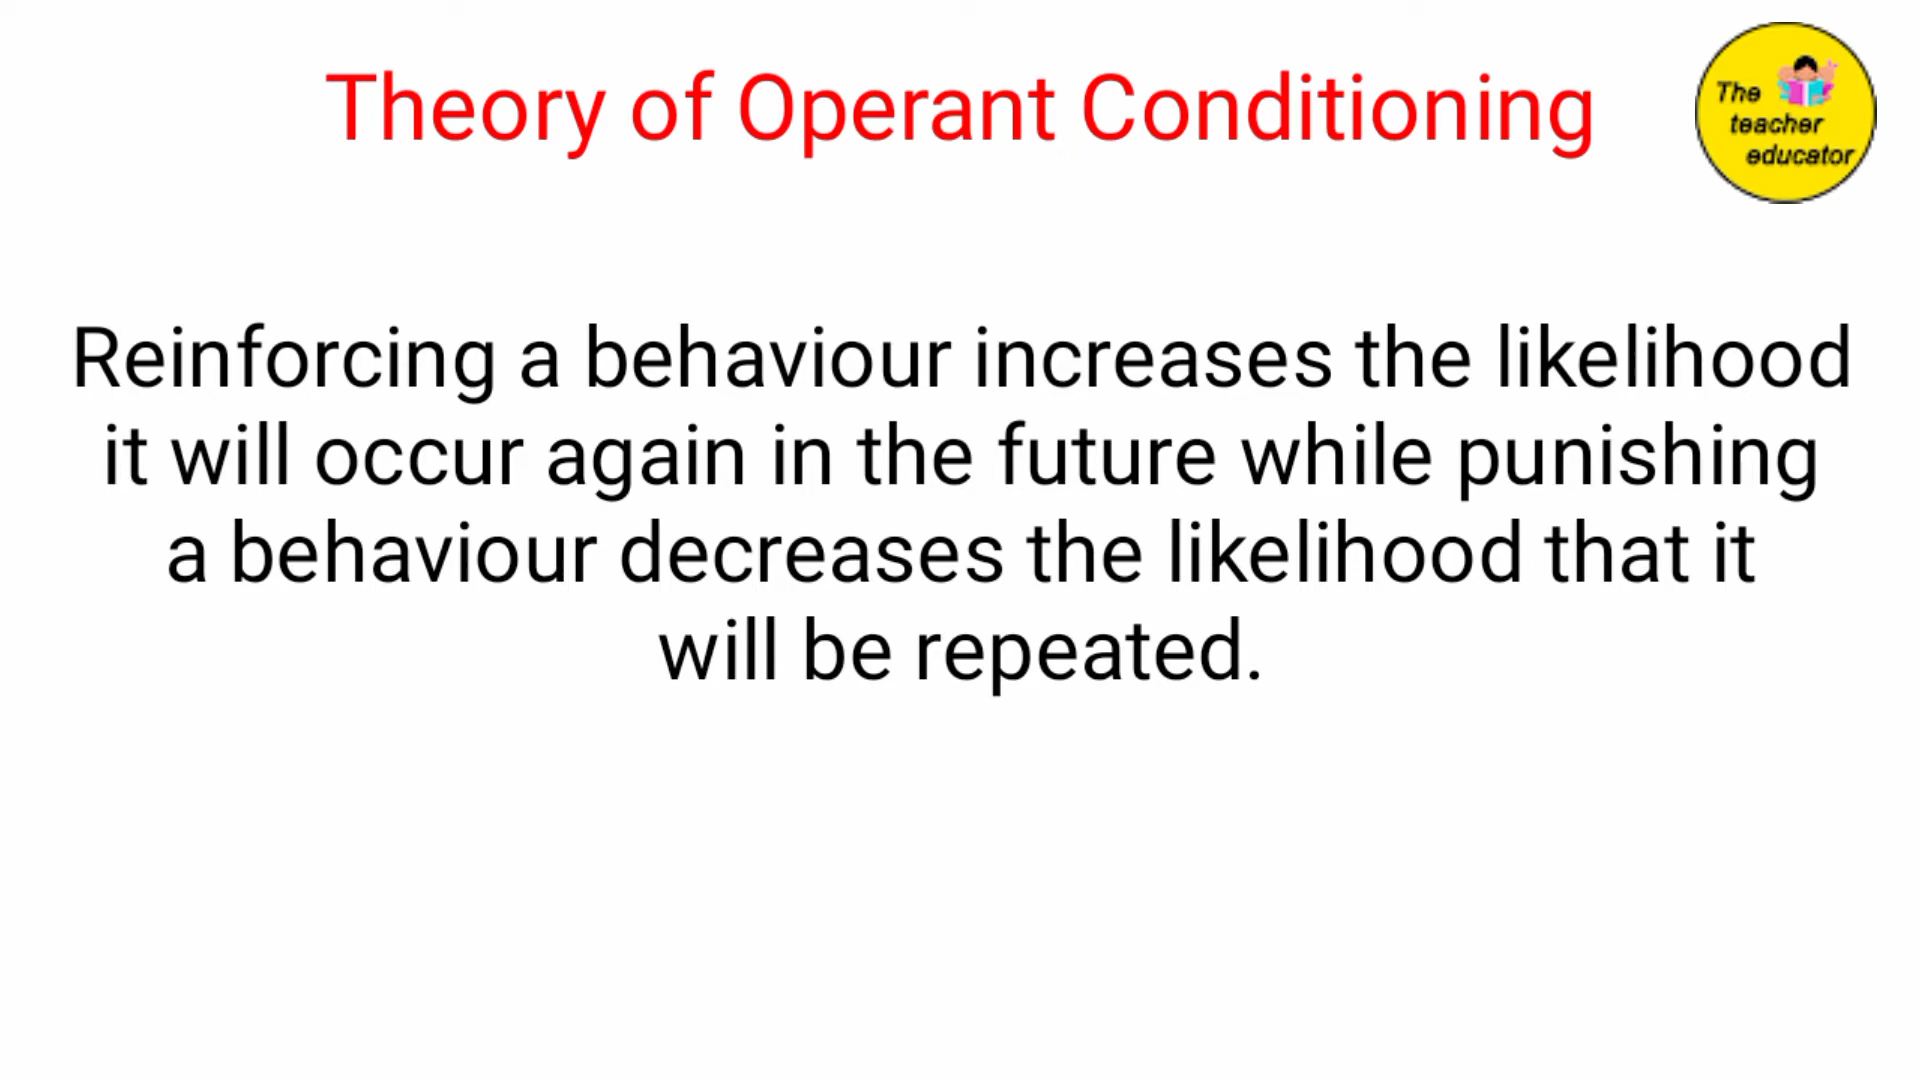 Theory of Operant Conditioning
The
teacher
educator
Reinforcing a behaviour increases the likelihood
it will occur again in the future while punishing
a behaviour decreases the likelihood that it
will be repeated.